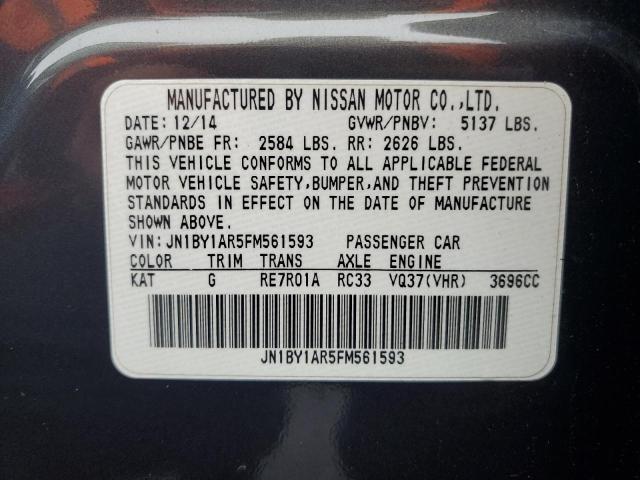 MANUFACTURED BY NISSAN MOTOR CO.,LTD.
DATE: 12/14 GVWR/PNBV: 5137 LBS.
GAWR/PNBE FR: 2584 LBS. RR: 2626 LBS.
THIS VEHICLE CONFORMS TO ALL APPLICABLE FEDERAL
MOTOR VEHICLE SAFETY,BUMPER,AND THEFT PREVENTION
STANDARDS IN EFFECT ON THE DATE OF MANUFACTURE
SHOWN ABOVE.
VIN:JN1BY1AR5FM561593 PASSENGER CAR
COLOR TRIM TRANS AXLE ENGINE
KAT G RE7R01A RC33 VQ37(VHR) 3696CC
JN1BY1AR5FM561593